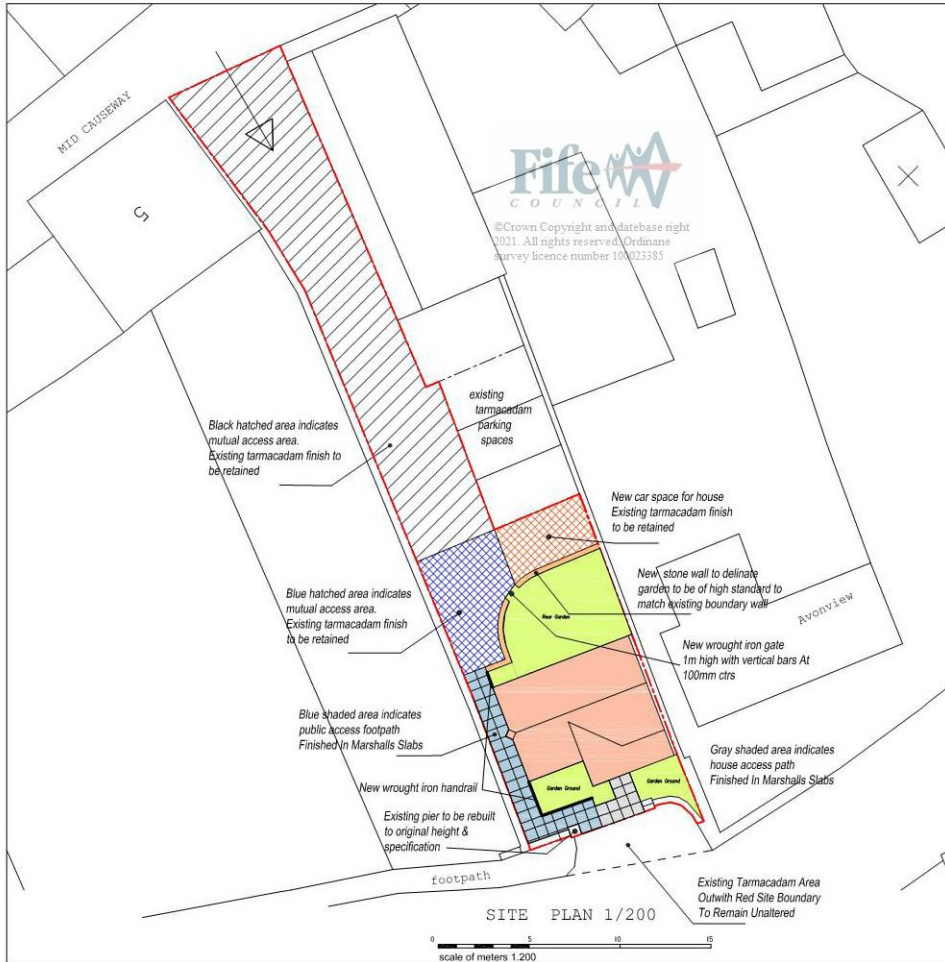 MID CAUSEWAY
5
Fife
COUNCIL
©Crown Copyright and datebase right
2021. All rights reserved. Ordinane
survey licence number 100023385
existing
tarmacadam
parking
spaces
Black hatched area indicates
mutual access area.
Existing tarmacadam finish to
be retained
New car space for house
Existing tarmacadam finish
to be retained
New stone wall to delinate
garden to be of high standard to
match existing boundary wall
Avonview
Blue hatched area indicates
mutual access area.
Existing tarmacadam finish
to be retained
Rear Garden
New wrought iron gate
1m high with vertical bars At
100mm ctrs
Blue shaded area indicates
public access footpath
Finished In Marshalls Slabs
Gray shaded area indicates
house access path
Finished In Marshalls Slabs
New wrought iron handrail
Garden Ground
Garden Ground
Existing pier to be rebuilt
to original height &
specification
footpath
Existing Tarmacadam Area
Outwith Red Site Boundary
To Remain Unaltered
SITE PLAN 1/200
0 5 10 15
scale of meters 1.200